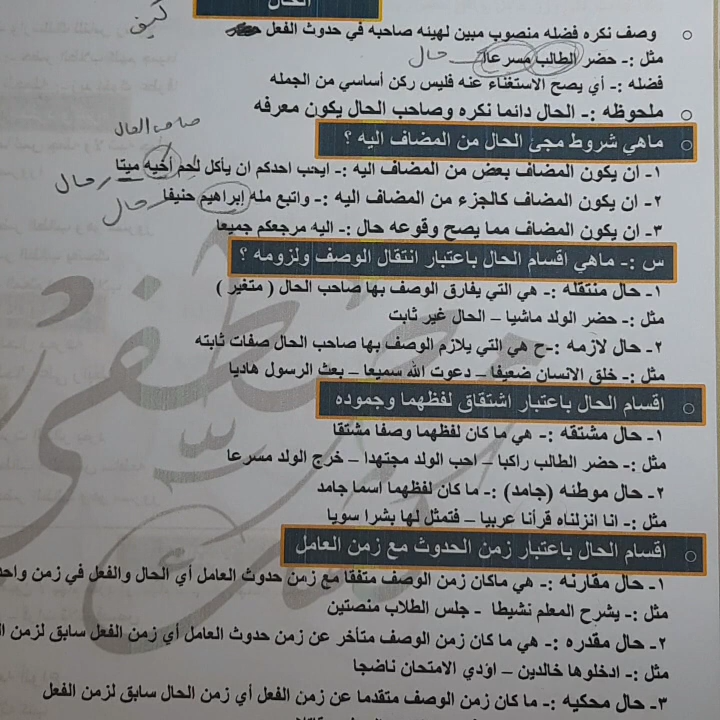 الحال
كيف
وصف نكره فضله منصوب مبين لهيئه صاحبه في حدوث الفعل
مثل :- حضر الطالب مسرعا حال
فضله :- أي يصح الاستغناء عنه فليس ركن أساسي من الجمله
ملحوظه :- الحال دائما نكره وصاحب الحال يكون معرفه
صاحب الحال
ماهي شروط مجئ الحال من المضاف اليه ؟
١- ان يكون المضاف بعض من المضاف اليه :- ايحب احدكم ان يأكل لحم أخيه ميتا حال
٢- ان يكون المضاف كالجزء من المضاف اليه :- واتبع مله إبراهيم حنيفا حال
٣- ان يكون المضاف مما يصح وقوعه حال :- اليه مرجعكم جميعا
س :- ماهي اقسام الحال باعتبار انتقال الوصف ولزومه ؟
١- حال منتقله :- هي التي يفارق الوصف بها صاحب الحال ( متغير )
مثل :- حضر الولد ماشيا – الحال غير ثابت
٢- حال لازمه :-ح هي التي يلازم الوصف بها صاحب الحال صفات ثابته
مثل :- خلق الانسان ضعيفا – دعوت الله سميعا – بعث الرسول هاديا
اقسام الحال باعتبار اشتقاق لفظهما وجموده
١- حال مشتقه :- هي ما كان لفظهما وصفا مشتقا
مثل :- حضر الطالب راكبا – احب الولد مجتهدا – خرج الولد مسرعا
٢- حال موطئه (جامد) :- ما كان لفظهما أسما جامد
مثل :- انا انزلناه قرأنا عربيا – فتمثل لها بشرا سويا
اقسام الحال باعتبار زمن الحدوث مع زمن العامل
١- حال مقارنه :- هي ماكان زمن الوصف متفقا مع زمن حدوث العامل أي الحال والفعل في زمن واحد
مثل :- يشرح المعلم نشيطا - جلس الطلاب منصتين
٢- حال مقدره :- هي ما كان زمن الوصف متأخر عن زمن حدوث العامل أي زمن الفعل سابق لزمن
مثل :- ادخلوها خالدين – اؤدي الامتحان ناضجا
٣- حال محكيه :- ما كان زمن الوصف متقدما عن زمن الفعل أي زمن الحال سابق لزمن الفعل